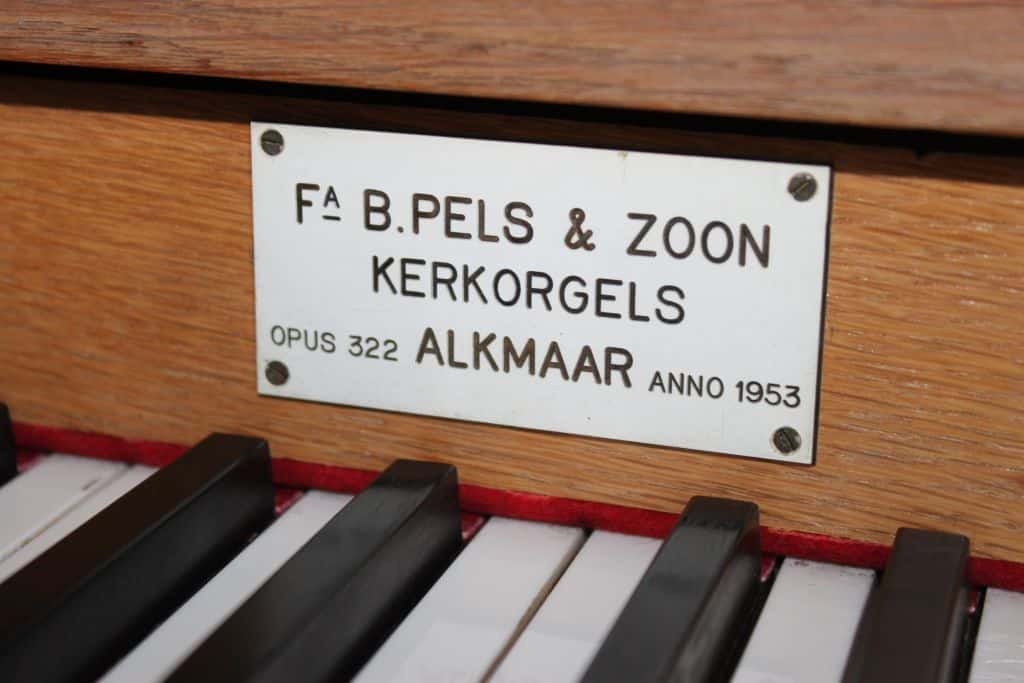 Fᴬ B.PELS & ZOON
KERKORGELS
OPUS 322 ALKMAAR ANNO 1953